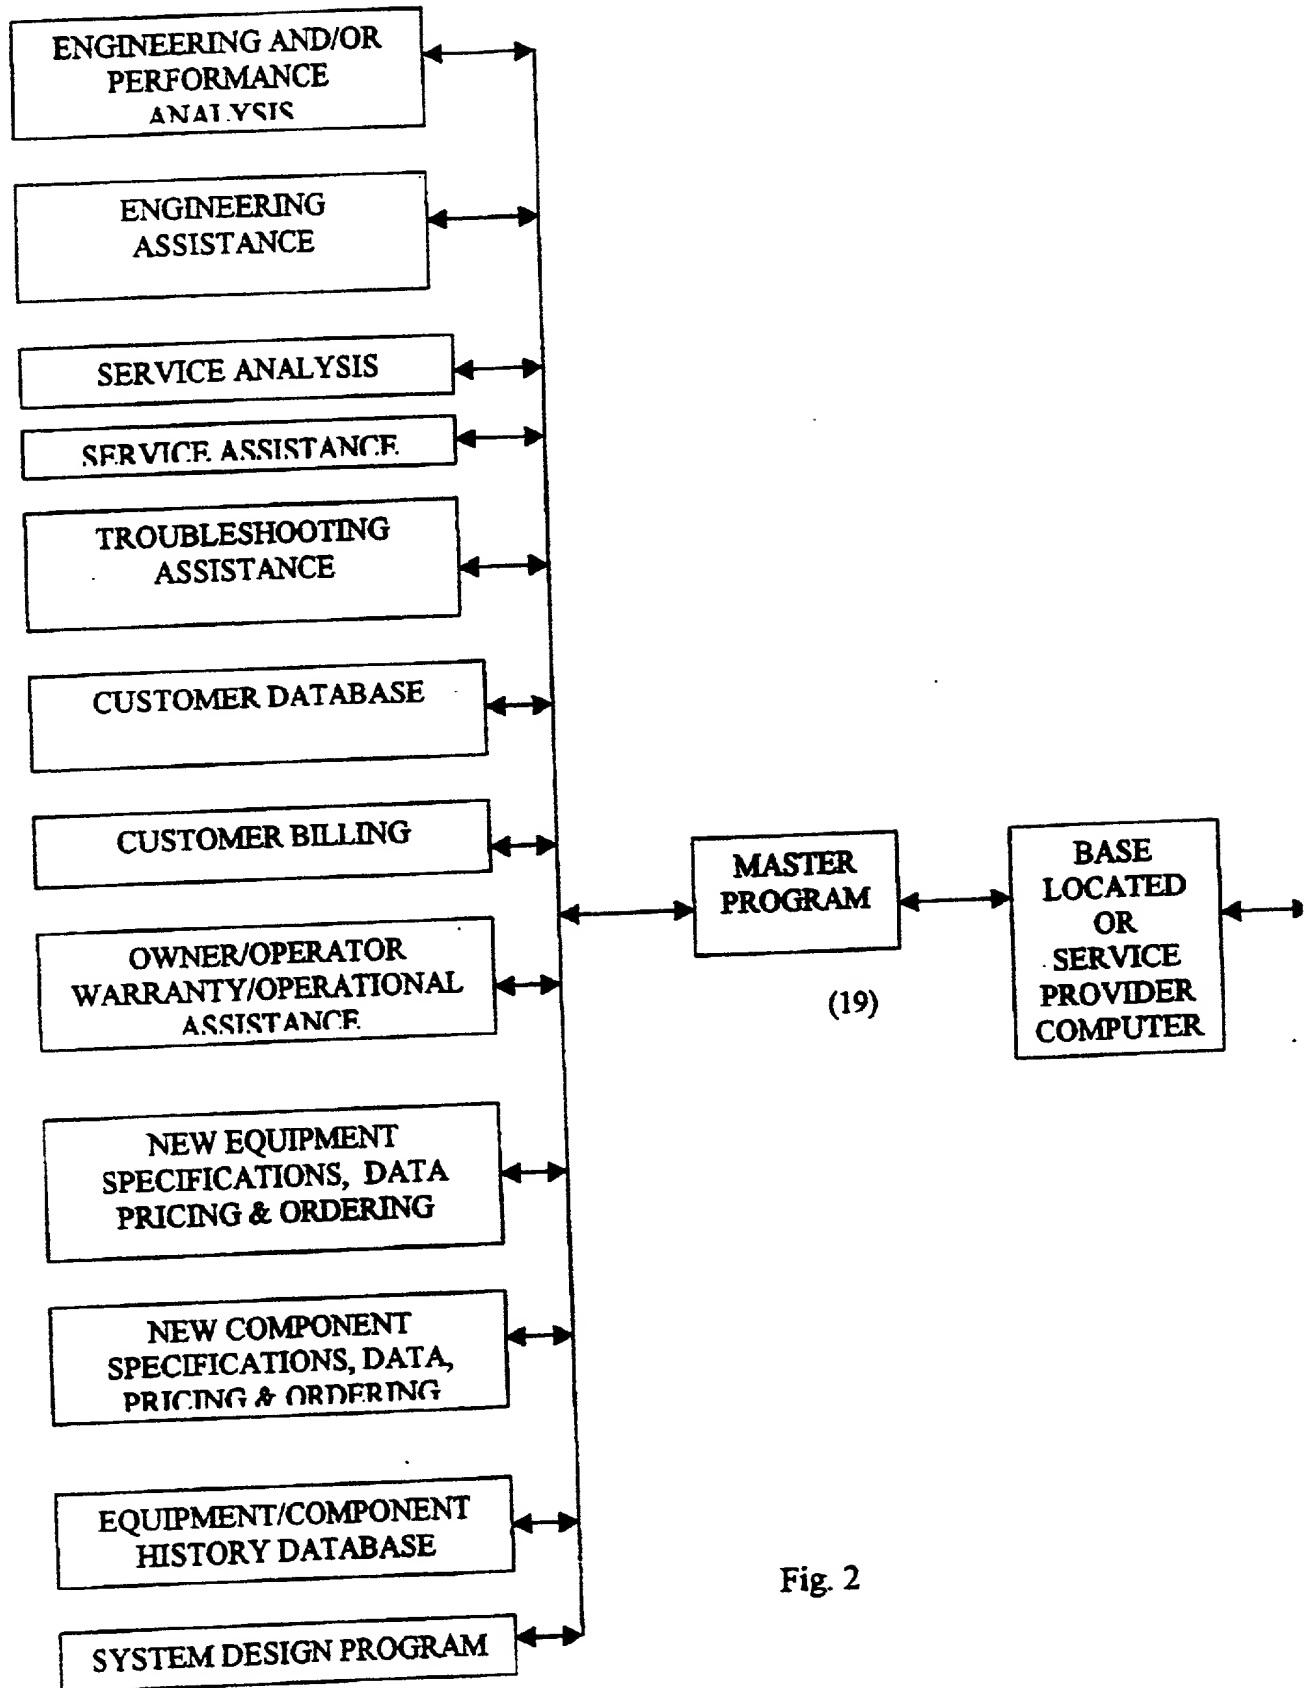 ENGINEERING AND/OR
PERFORMANCE
ANALYSIS
ENGINEERING
ASSISTANCE
SERVICE ANALYSIS
SERVICE ASSISTANCE
TROUBLESHOOTING
ASSISTANCE
CUSTOMER DATABASE
CUSTOMER BILLING
OWNER/OPERATOR
WARRANTY/OPERATIONAL
ASSISTANCE
NEW EQUIPMENT
SPECIFICATIONS, DATA
PRICING & ORDERING
NEW COMPONENT
SPECIFICATIONS, DATA,
PRICING & ORDERING
EQUIPMENT/COMPONENT
HISTORY DATABASE
SYSTEM DESIGN PROGRAM
MASTER
PROGRAM
(19)
BASE
LOCATED
OR
SERVICE
PROVIDER
COMPUTER
Fig. 2